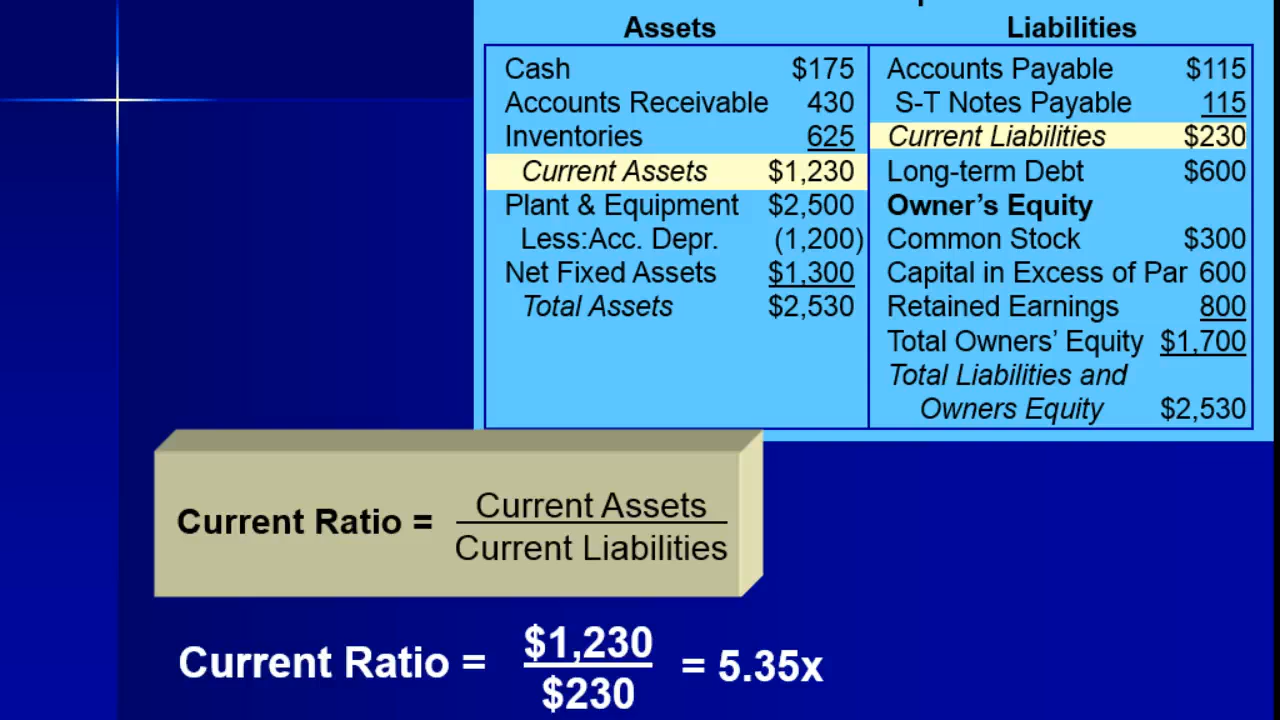 Assets
Cash $175
Accounts Receivable 430
Inventories 625
Current Assets $1,230
Plant & Equipment $2,500
Less:Acc. Depr. (1,200)
Net Fixed Assets $1,300
Total Assets $2,530
Liabilities
Accounts Payable $115
S-T Notes Payable 115
Current Liabilities $230
Long-term Debt $600
Owner’s Equity
Common Stock $300
Capital in Excess of Par 600
Retained Earnings 800
Total Owners’ Equity $1,700
Total Liabilities and
Owners Equity $2,530
Current Ratio = Current Assets
Current Liabilities
Current Ratio = $1,230
$230
= 5.35x